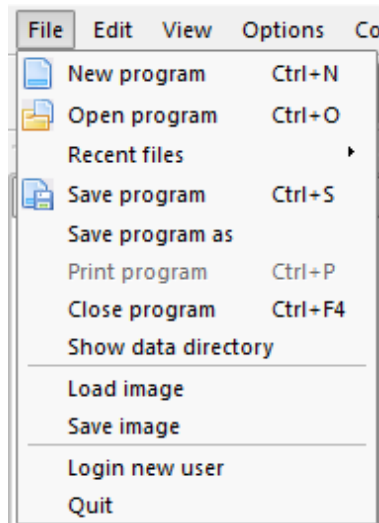 File Edit View Options Co
New program Ctrl+N
Open program Ctrl+O
Recent files
Save program Ctrl+S
Save program as
Print program Ctrl+P
Close program Ctrl+F4
Show data directory
Load image
Save image
Login new user
Quit